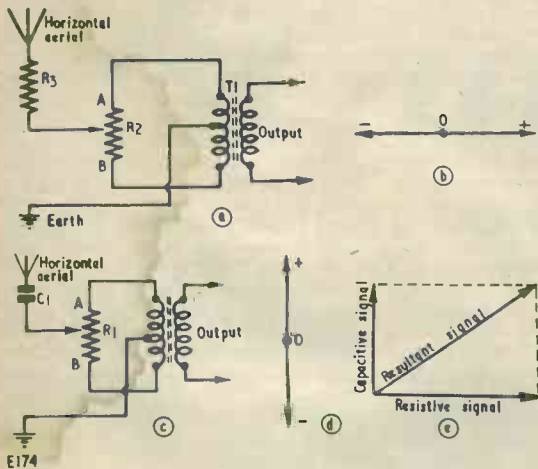 Horizontal
aerial
R3
A
R2
B
T1
Output
Earth
a
- O +
b
Horizontal
aerial
C1
A
R1
B
Output
E174
c
+
O
-
d
Capacitive signal
Resultant signal
Resistive signal
e